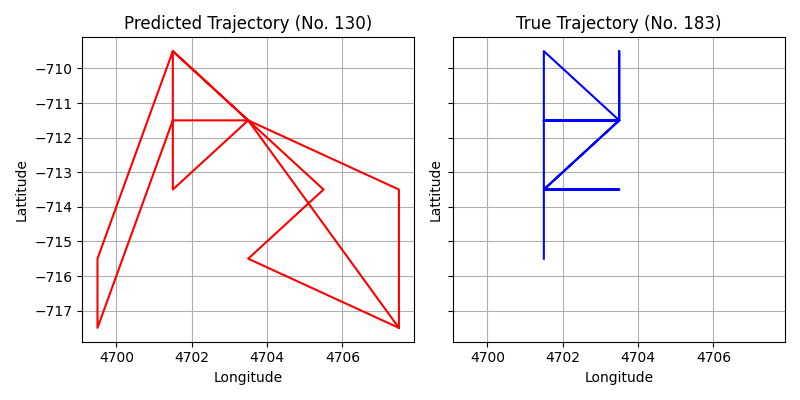 Predicted Trajectory (No. 130)
True Trajectory (No. 183)
−710
−711
−712
−713
−714
−715
−716
−717
Lattitude
Lattitude
4700 4702 4704 4706
4700 4702 4704 4706
Longitude
Longitude